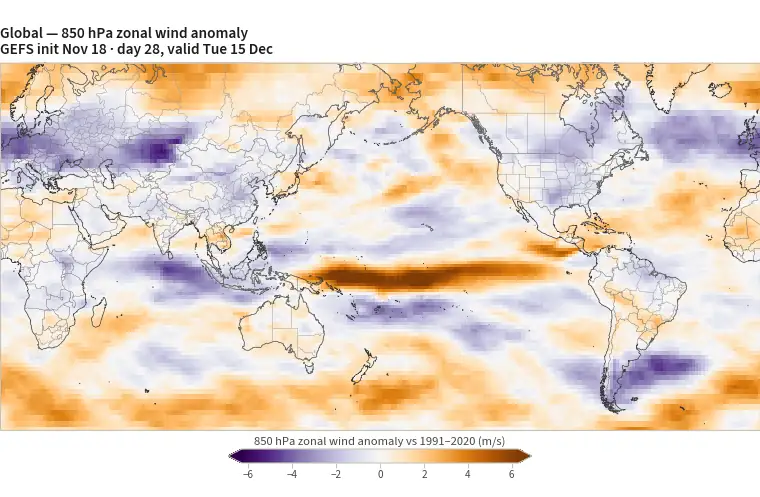 Global — 850 hPa zonal wind anomaly
GEFS init Nov 18 · day 28, valid Tue 15 Dec
850 hPa zonal wind anomaly vs 1991–2020 (m/s)
−6 −4 −2 0 2 4 6